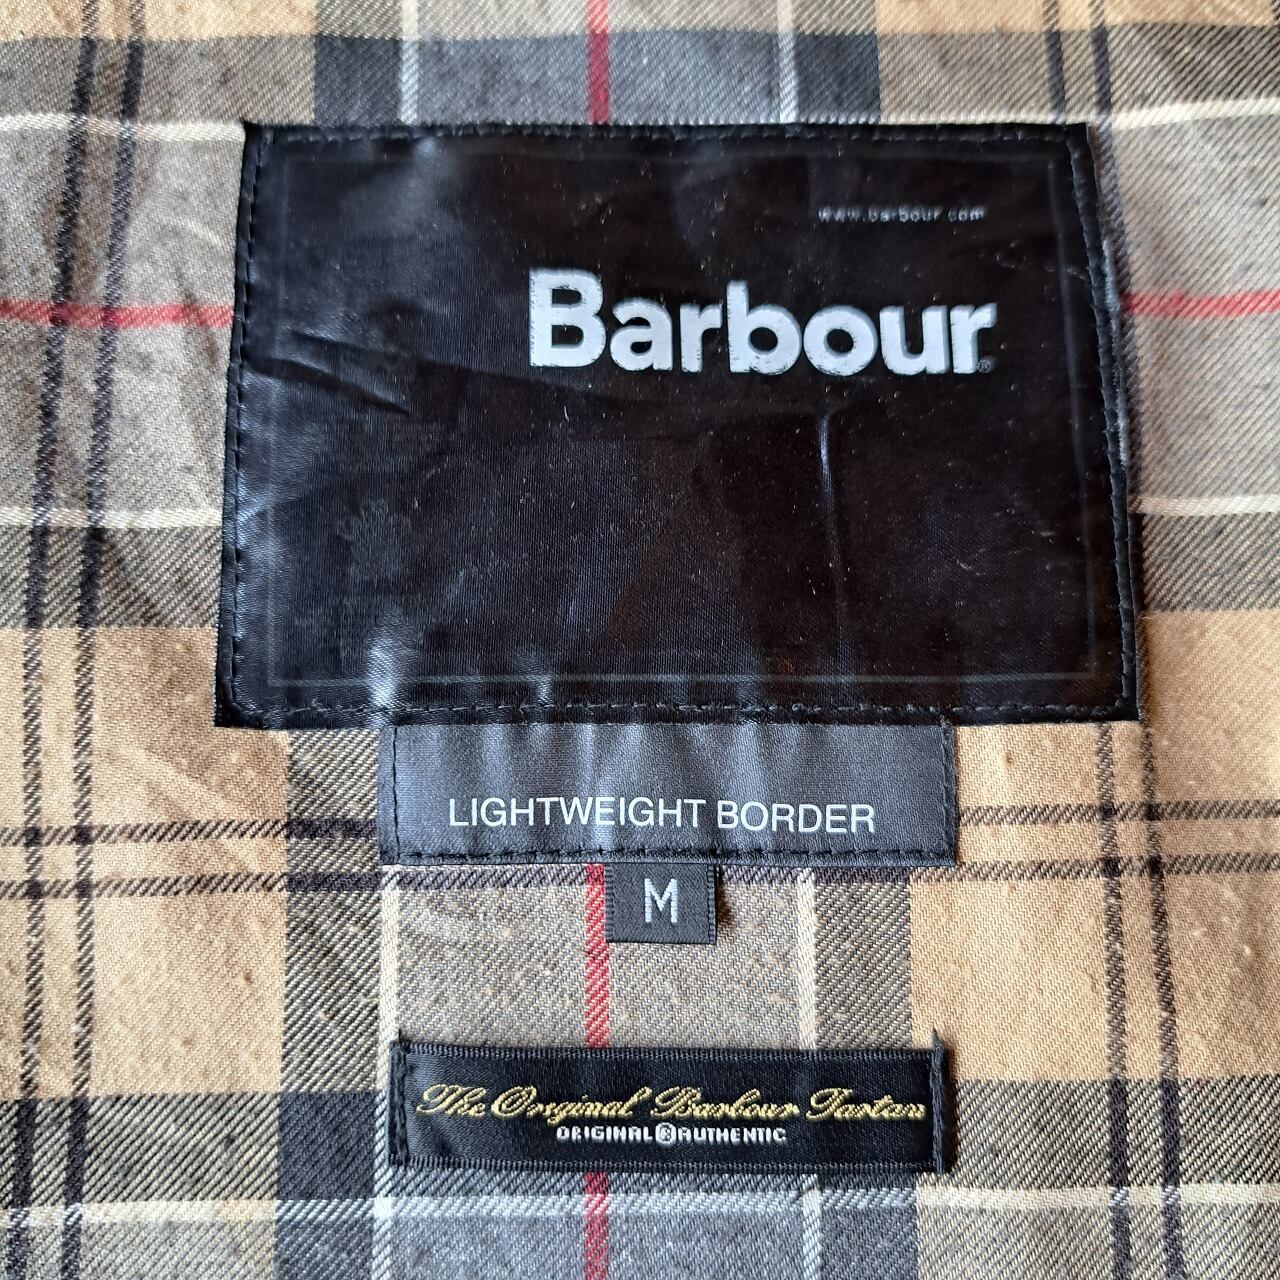 www.barbour.com
Barbour®
LIGHTWEIGHT BORDER
M
The Original Barbour Tartan
ORIGINAL ® AUTHENTIC